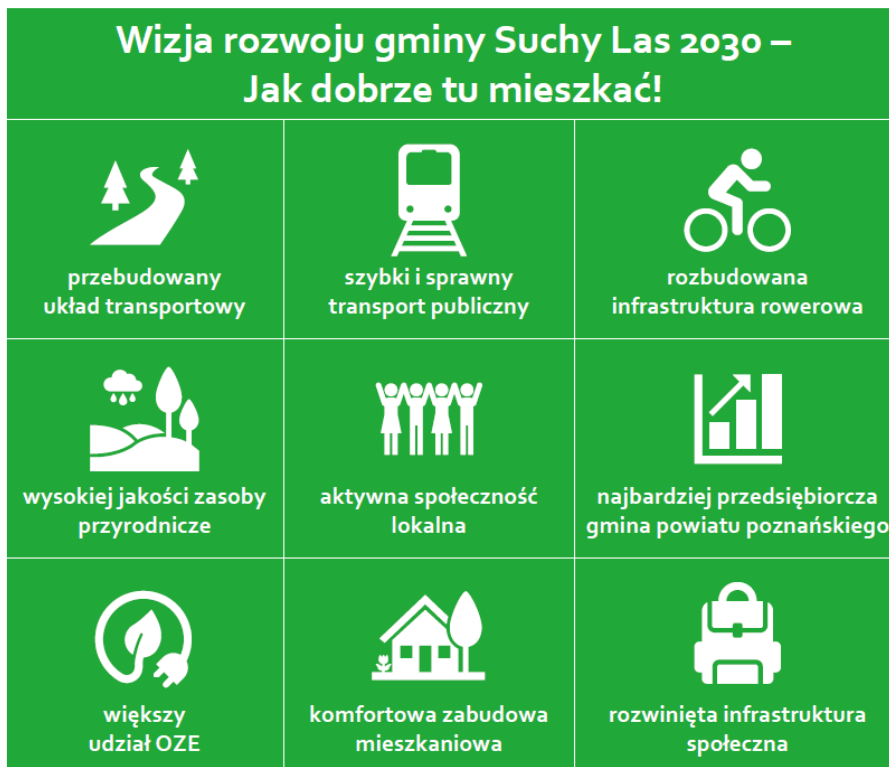 Wizja rozwoju gminy Suchy Las 2030 –
Jak dobrze tu mieszkać!
przebudowany
układ transportowy
szybki i sprawny
transport publiczny
rozbudowana
infrastruktura rowerowa
wysokiej jakości zasoby
przyrodnicze
aktywna społeczność
lokalna
najbardziej przedsiębiorcza
gmina powiatu poznańskiego
większy
udział OZE
komfortowa zabudowa
mieszkaniowa
rozwinięta infrastruktura
społeczna